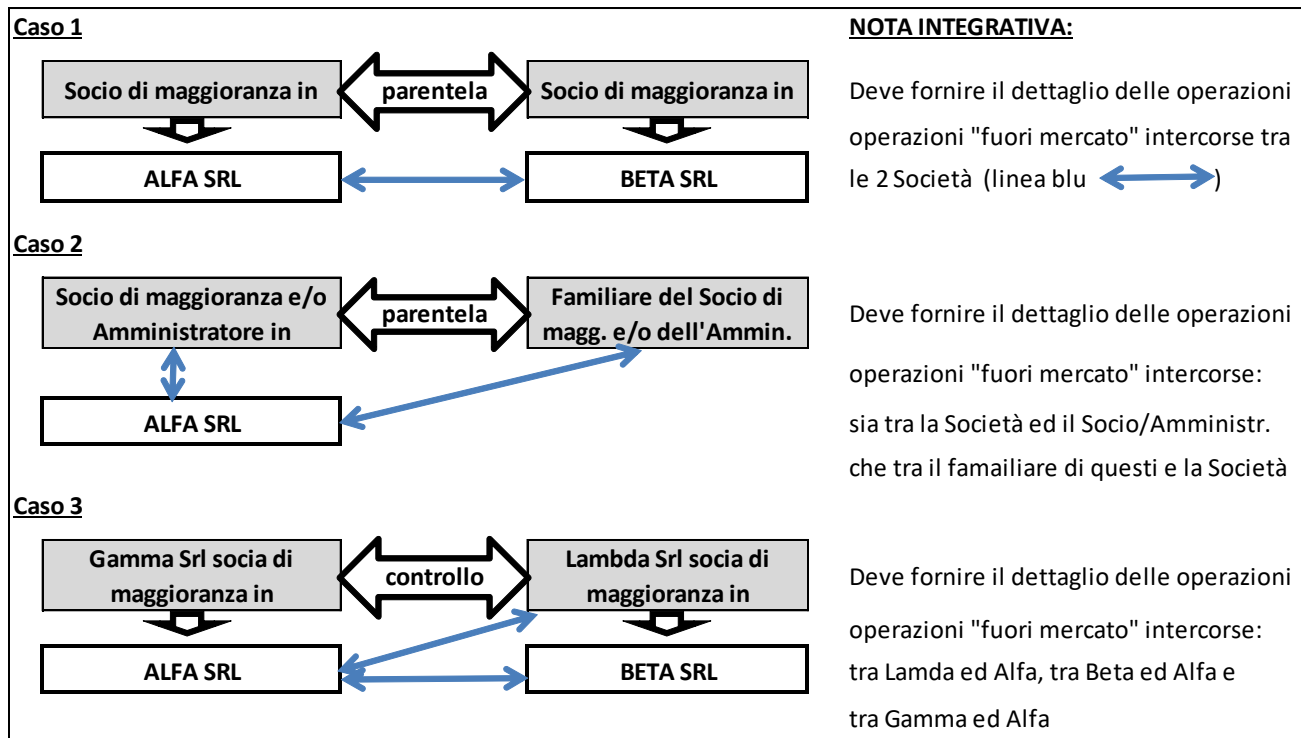 Caso 1
NOTA INTEGRATIVA:
Socio di maggioranza in
parentela
Socio di maggioranza in
Deve fornire il dettaglio delle operazioni
operazioni "fuori mercato" intercorse tra
ALFA SRL
BETA SRL
le 2 Società (linea blu )
Caso 2
Socio di maggioranza e/o
Amministratore in
parentela
Familiare del Socio di
magg. e/o dell'Ammin.
Deve fornire il dettaglio delle operazioni
operazioni "fuori mercato" intercorse:
ALFA SRL
sia tra la Società ed il Socio/Amministr.
che tra il famailiare di questi e la Società
Caso 3
Gamma Srl socia di
maggioranza in
controllo
Lambda Srl socia di
maggioranza in
Deve fornire il dettaglio delle operazioni
operazioni "fuori mercato" intercorse:
ALFA SRL
BETA SRL
tra Lamda ed Alfa, tra Beta ed Alfa e
tra Gamma ed Alfa